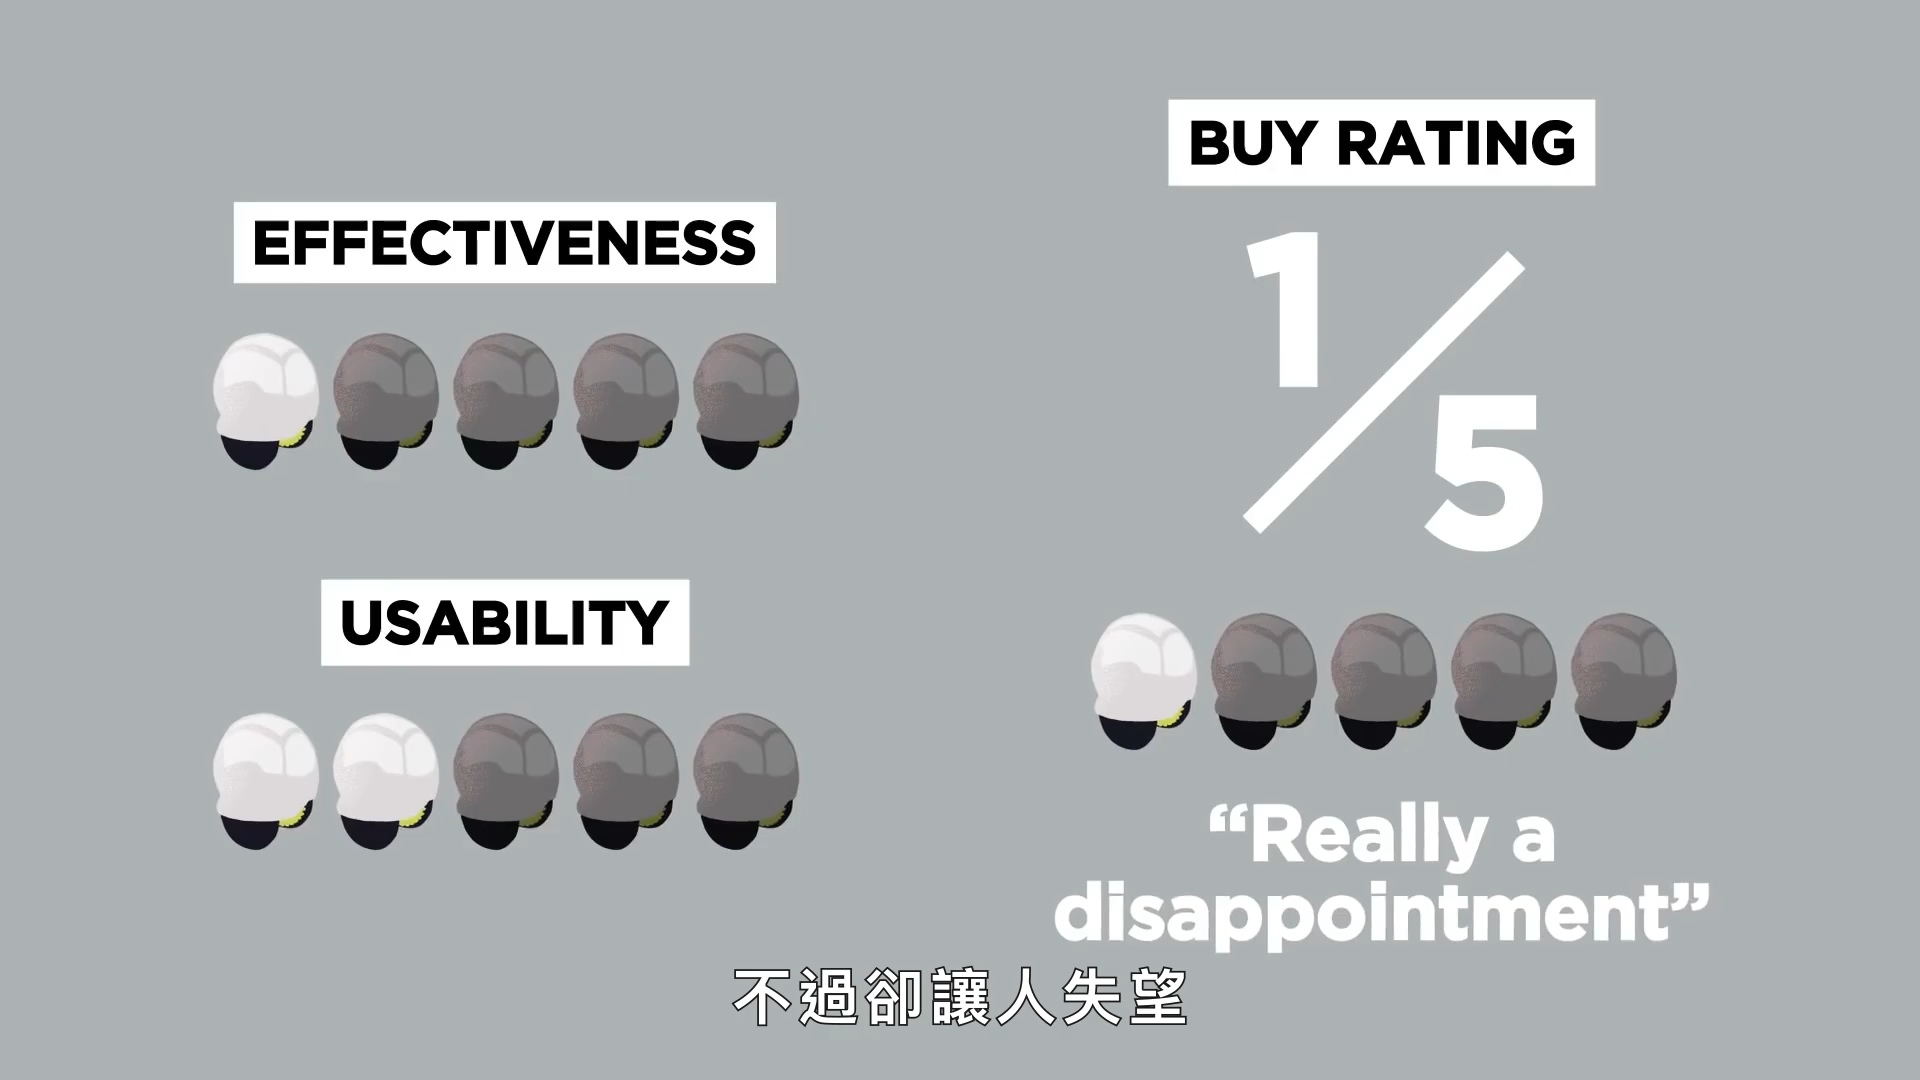 EFFECTIVENESS
USABILITY
BUY RATING
1/5
“Really a
disappointment”
不過卻讓人失望